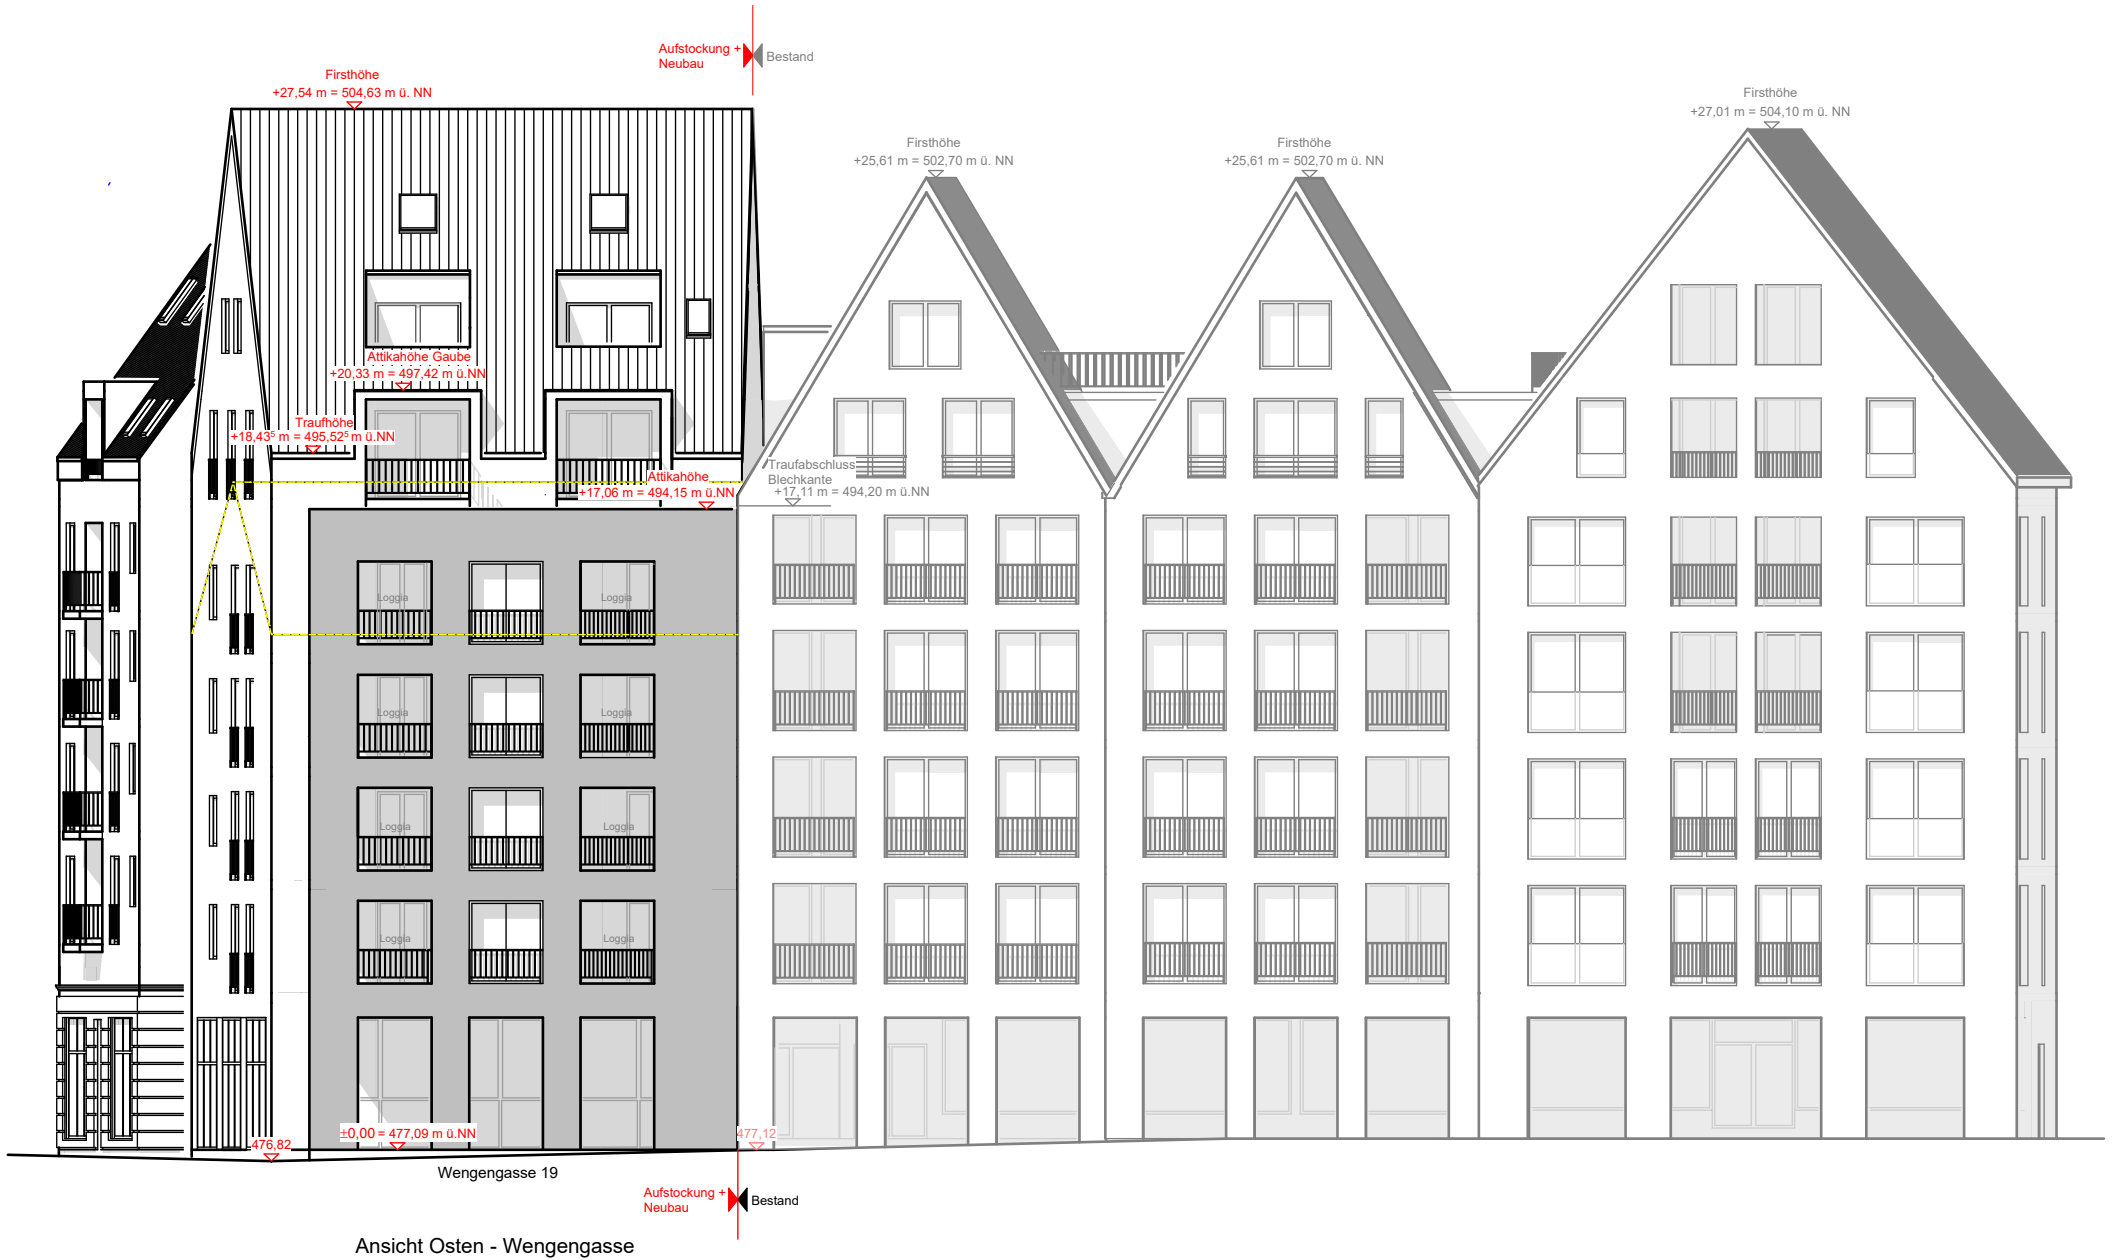 Aufstockung +
Neubau
Bestand
Firsthöhe
+27,54 m = 504,63 m ü. NN
Firsthöhe
+27,01 m = 504,10 m ü. NN
Firsthöhe
+25,61 m = 502,70 m ü. NN
Firsthöhe
+25,61 m = 502,70 m ü. NN
Attikahöhe Gaube
+20,33 m = 497,42 m ü.NN
Traufhöhe
+18,43⁵ m = 495,52⁵ m ü.NN
Attikahöhe
+17,06 m = 494,15 m ü.NN
Traufabschluss
Blechkante
+17,11 m = 494,20 m ü.NN
Loggia
Loggia
Loggia
Loggia
Loggia
Loggia
Loggia
Loggia
476,82
±0,00 = 477,09 m ü.NN
477,12
Wengengasse 19
Aufstockung +
Neubau
Bestand
Ansicht Osten - Wengengasse